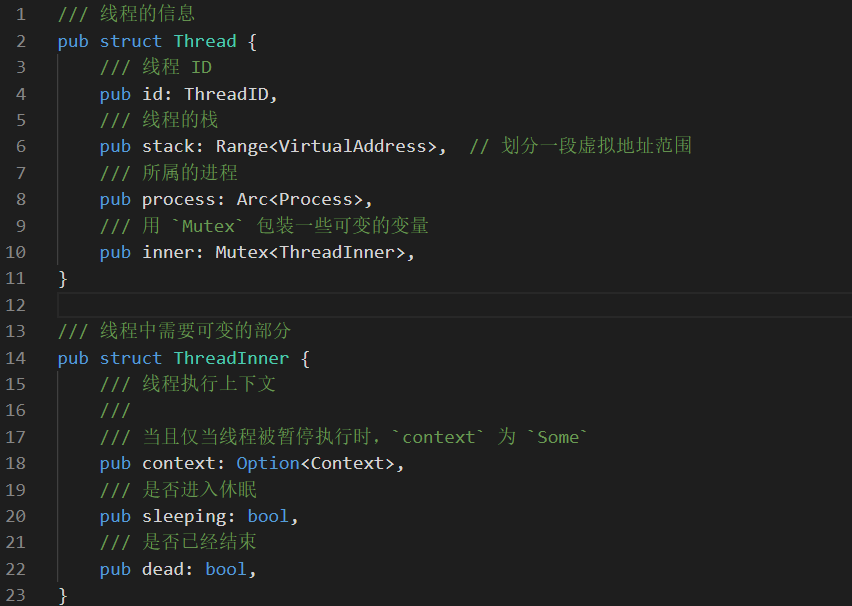 1 /// 线程的信息
2 pub struct Thread {
3 /// 线程 ID
4 pub id: ThreadID,
5 /// 线程的栈
6 pub stack: Range<VirtualAddress>, // 划分一段虚拟地址范围
7 /// 所属的进程
8 pub process: Arc<Process>,
9 /// 用 `Mutex` 包装一些可变的变量
10 pub inner: Mutex<ThreadInner>,
11 }
12
13 /// 线程中需要可变的部分
14 pub struct ThreadInner {
15 /// 线程执行上下文
16 ///
17 /// 当且仅当线程被暂停执行时，`context` 为 `Some`
18 pub context: Option<Context>,
19 /// 是否进入休眠
20 pub sleeping: bool,
21 /// 是否已经结束
22 pub dead: bool,
23 }